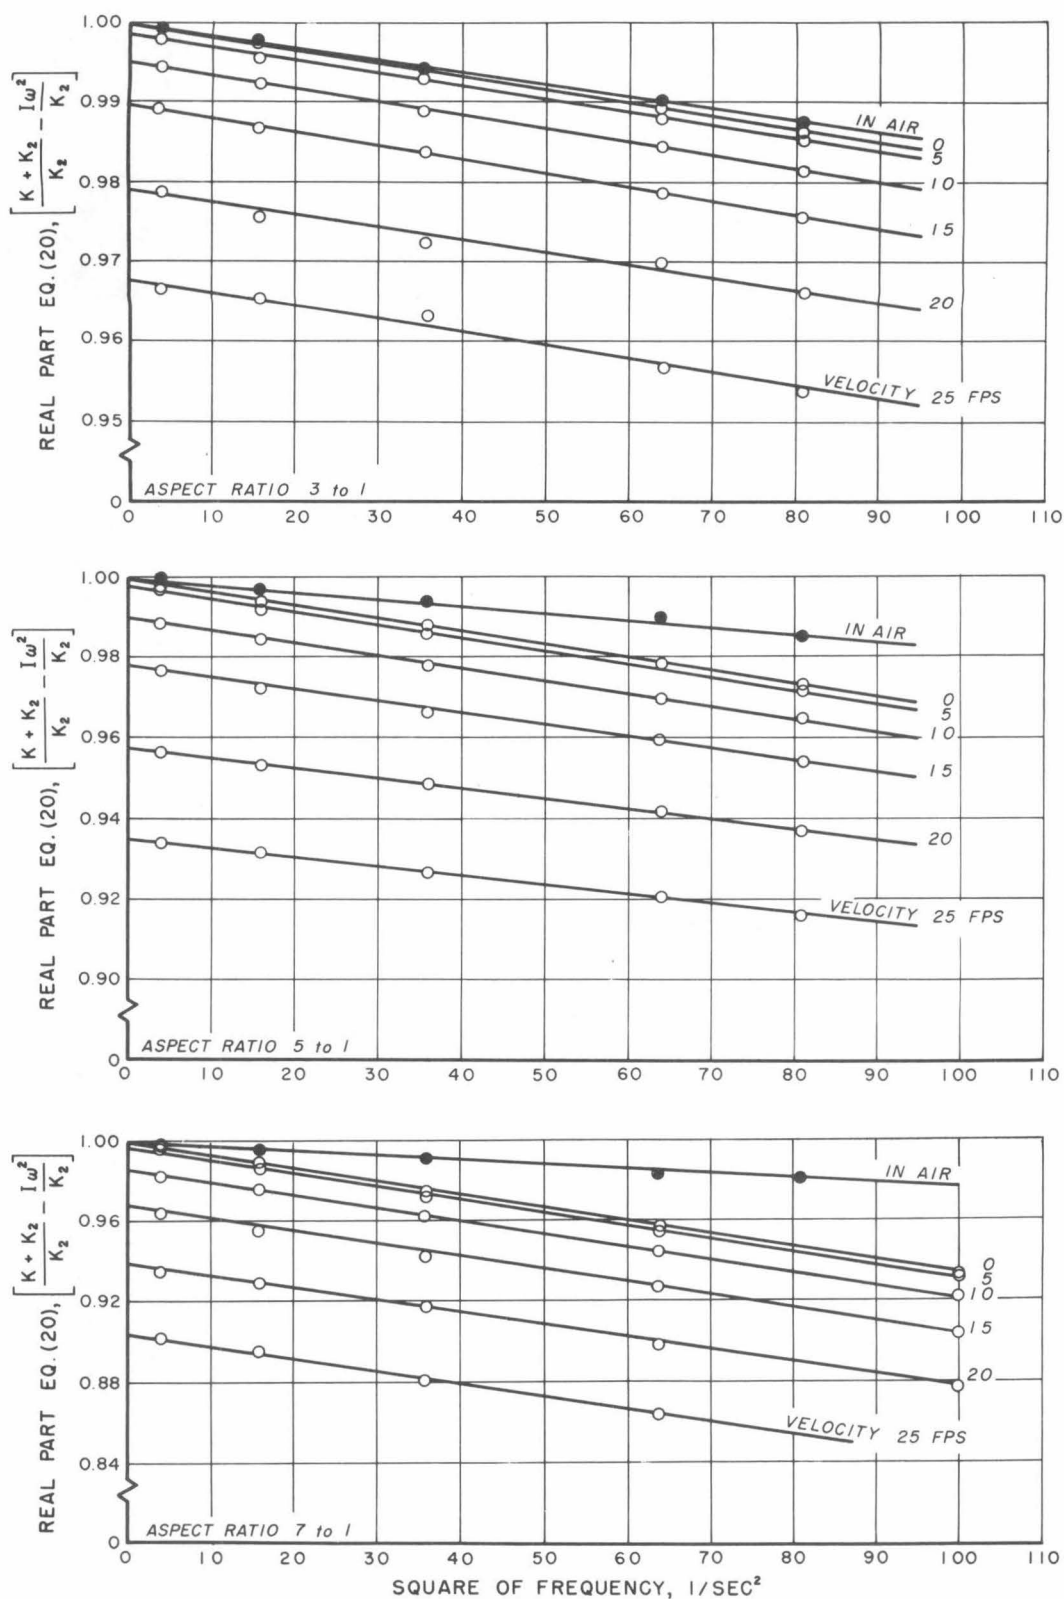 REAL PART EQ. (20), [K + K₂ / K₂ − Iω² / K₂]
1.00
0.99
0.98
0.97
0.96
0.95
0
IN AIR
0
5
10
15
20
VELOCITY 25 FPS
ASPECT RATIO 3 to 1
0 10 20 30 40 50 60 70 80 90 100 110
REAL PART EQ. (20), [K + K₂ / K₂ − Iω² / K₂]
1.00
0.98
0.96
0.94
0.92
0.90
0
IN AIR
0
5
10
15
20
VELOCITY 25 FPS
ASPECT RATIO 5 to 1
0 10 20 30 40 50 60 70 80 90 100 110
REAL PART EQ. (20), [K + K₂ / K₂ − Iω² / K₂]
1.00
0.96
0.92
0.88
0.84
0
IN AIR
0
5
10
15
20
VELOCITY 25 FPS
ASPECT RATIO 7 to 1
0 10 20 30 40 50 60 70 80 90 100 110
SQUARE OF FREQUENCY, 1/SEC²